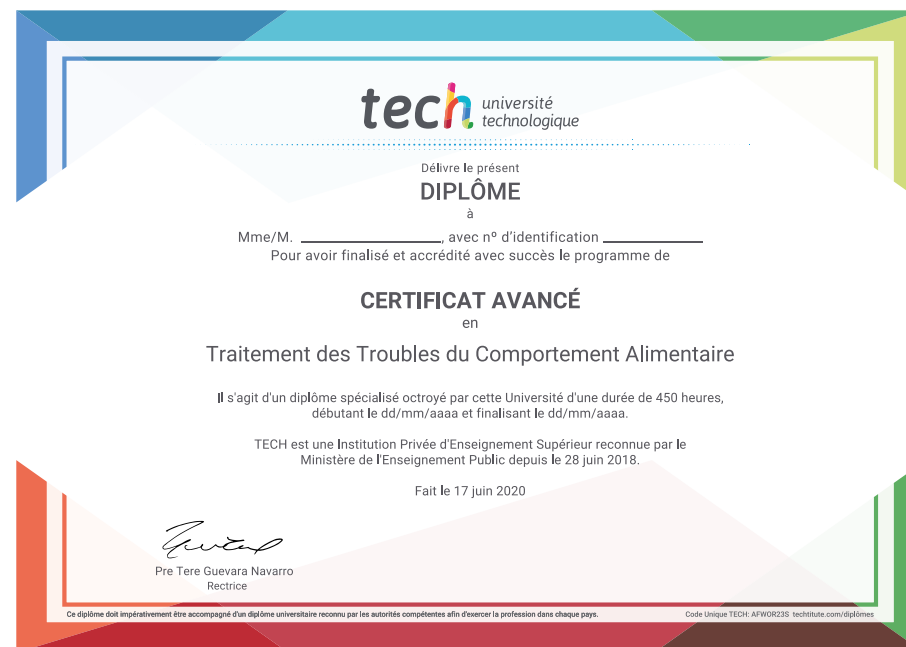 tech université
technologique
Délivre le présent
DIPLÔME
à
Mme/M. ____________________, avec nº d'identification ______________
Pour avoir finalisé et accrédité avec succès le programme de
CERTIFICAT AVANCÉ
en
Traitement des Troubles du Comportement Alimentaire
Il s'agit d'un diplôme spécialisé octroyé par cette Université d'une durée de 450 heures,
débutant le dd/mm/aaaa et finalisant le dd/mm/aaaa.
TECH est une Institution Privée d'Enseignement Supérieur reconnue par le
Ministère de l'Enseignement Public depuis le 28 juin 2018.
Fait le 17 juin 2020
Pre Tere Guevara Navarro
Rectrice
Ce diplôme doit impérativement être accompagné d'un diplôme universitaire reconnu par les autorités compétentes afin d'exercer la profession dans chaque pays.
Code Unique TECH: AFWOR23S techtitute.com/diplômes